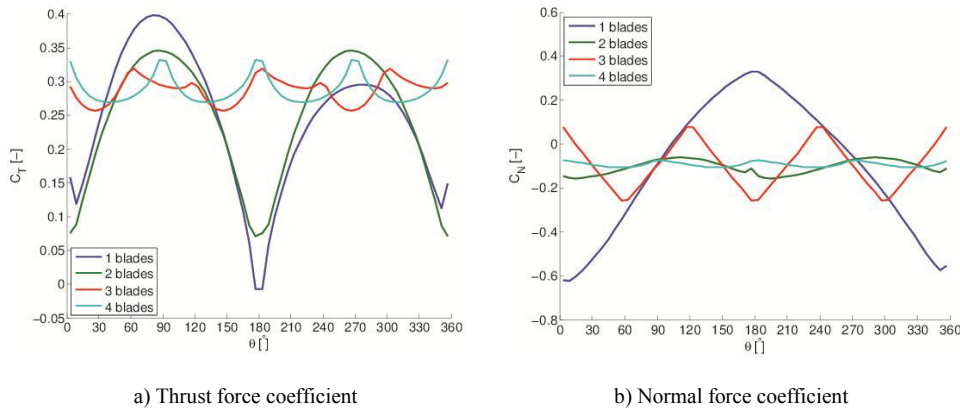 0.4
0.35
0.3
0.25
0.2
0.15
0.1
0.05
0
−0.05
C_T [−]
1 blades
2 blades
3 blades
4 blades
0 30 60 90 120 150 180 210 240 270 300 330 360
θ [°]
a) Thrust force coefficient
0.6
0.4
0.2
0
−0.2
−0.4
−0.6
−0.8
C_N [−]
1 blades
2 blades
3 blades
4 blades
0 30 60 90 120 150 180 210 240 270 300 330 360
θ [°]
b) Normal force coefficient